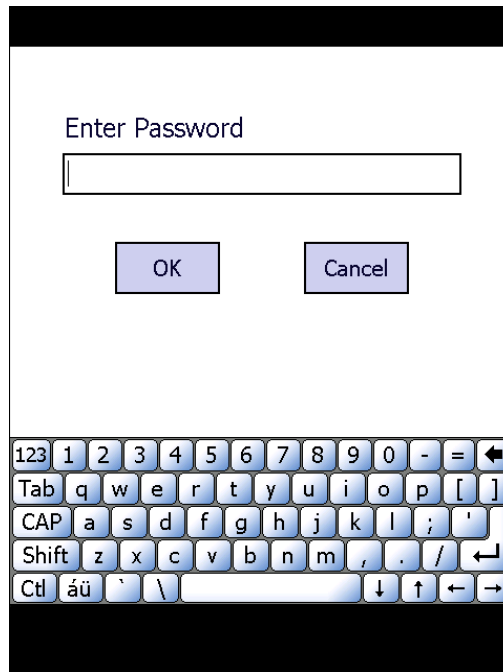 Enter Password
OK Cancel
123 1 2 3 4 5 6 7 8 9 0 - = 🡄
Tab q w e r t y u i o p [ ]
CAP a s d f g h j k l ; '
Shift z x c v b n m , . / ↵
Ctl áü ` \ ↓ ↑ ← →